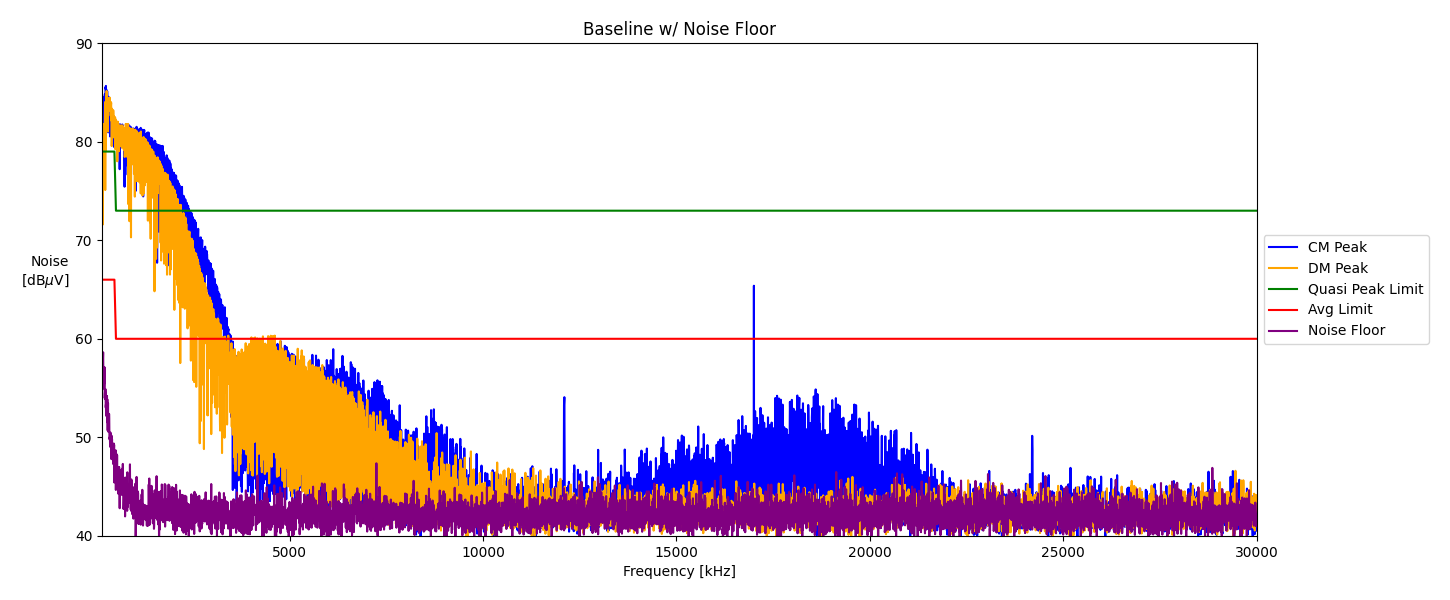 Baseline w/ Noise Floor
90
80
70
60
50
40
Noise
[dBμV]
5000
10000
15000
20000
25000
30000
Frequency [kHz]
CM Peak
DM Peak
Quasi Peak Limit
Avg Limit
Noise Floor